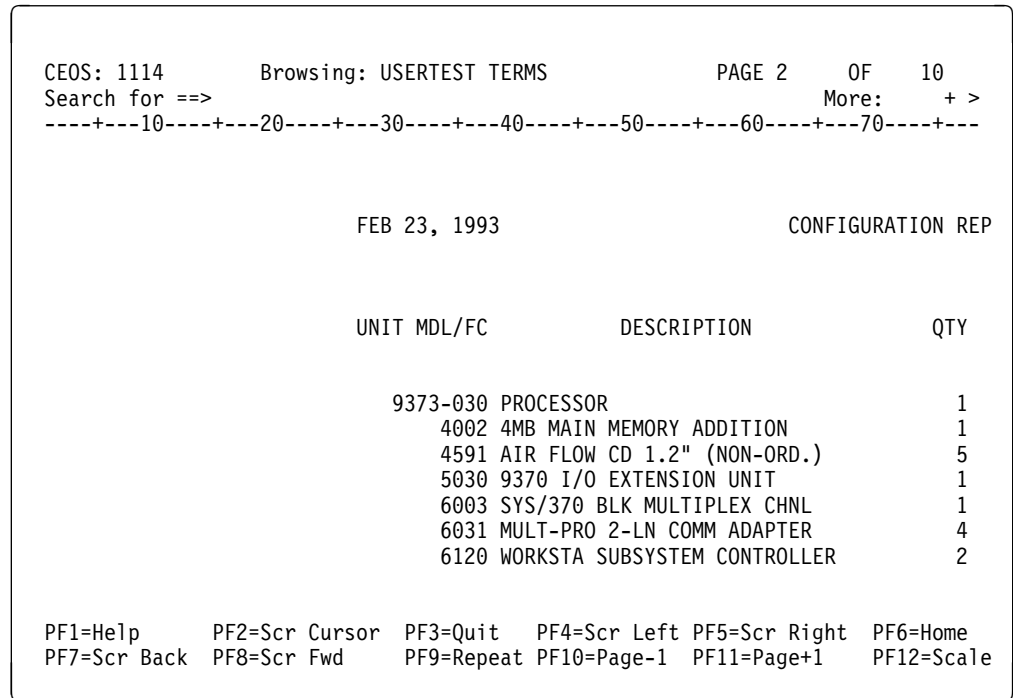 CEOS: 1114        Browsing: USERTEST TERMS              PAGE 2     OF   10
Search for ==>                                                   More:     + >
----+---10----+---20----+---30----+---40----+---50----+---60----+---70----+---
FEB 23, 1993                        CONFIGURATION REP
UNIT MDL/FC           DESCRIPTION               QTY
9373-030 PROCESSOR                            1
4002 4MB MAIN MEMORY ADDITION             1
4591 AIR FLOW CD 1.2" (NON-ORD.)          5
5030 9370 I/O EXTENSION UNIT              1
6003 SYS/370 BLK MULTIPLEX CHNL           1
6031 MULT-PRO 2-LN COMM ADAPTER           4
6120 WORKSTA SUBSYSTEM CONTROLLER         2
PF1=Help      PF2=Scr Cursor  PF3=Quit   PF4=Scr Left PF5=Scr Right  PF6=Home
PF7=Scr Back  PF8=Scr Fwd     PF9=Repeat PF10=Page-1  PF11=Page+1    PF12=Scale